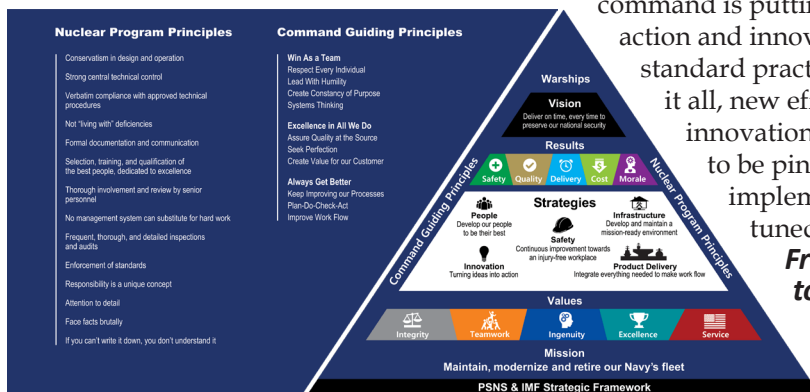 Nuclear Program Principles
Conservatism in design and operation
Strong central technical control
Verbatim compliance with approved technical
procedures
Not "living with" deficiencies
Formal documentation and communication
Selection, training, and qualification of
the best people, dedicated to excellence
Thorough involvement and review by senior
personnel
No management system can substitute for hard work
Frequent, thorough, and detailed inspections
and audits
Enforcement of standards
Responsibility is a unique concept
Attention to detail
Face facts brutally
If you can't write it down, you don't understand it
Command Guiding Principles
Win As a Team
Respect Every Individual
Lead With Humility
Create Constancy of Purpose
Systems Thinking
Excellence in All We Do
Assure Quality at the Source
Seek Perfection
Create Value for our Customer
Always Get Better
Keep Improving our Processes
Plan-Do-Check-Act
Improve Work Flow
Warships
Vision
Deliver on time, every time to
preserve our national security
Results
Safety
Quality
Delivery
Cost
Morale
Command Guiding Principles
Nuclear Program Principles
Strategies
People
Develop our people
to be their best
Infrastructure
Develop and maintain a
mission-ready environment
Safety
Continuous improvement towards
an injury-free workplace
Innovation
Turning ideas into action
Product Delivery
Integrate everything needed to make work flow
Values
Integrity
Teamwork
Ingenuity
Excellence
Service
Mission
Maintain, modernize and retire our Navy's fleet
PSNS & IMF Strategic Framework
command is puttin
action and innov
standard pract
it all, new ef
innovation
to be pin
implem
tuned
Fr
to